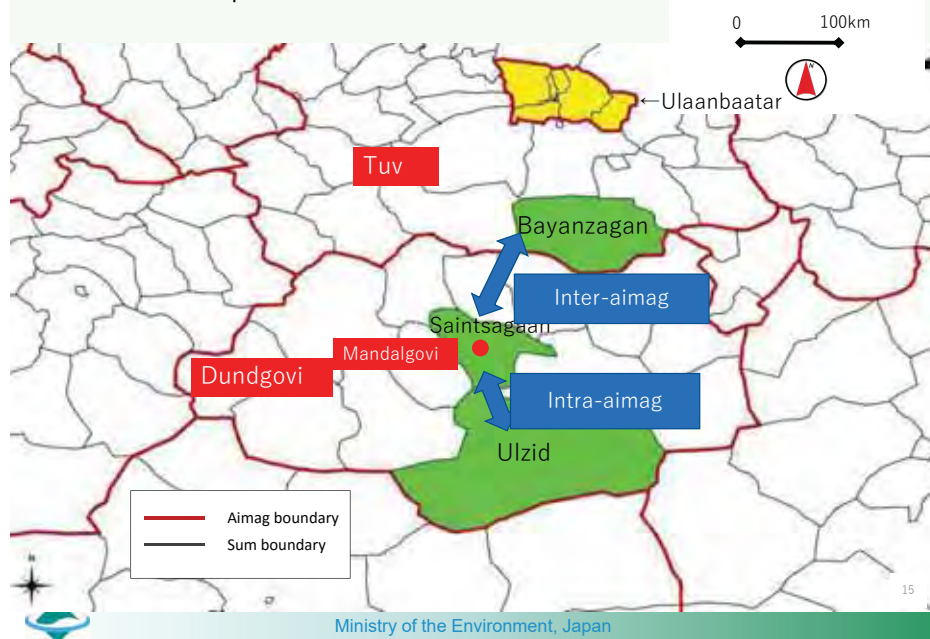 0 100km
N
←Ulaanbaatar
Tuv
Bayanzagan
Inter-aimag
Saintsagaan
Mandalgovi
Dundgovi
Intra-aimag
Ulzid
Aimag boundary
Sum boundary
N
15
Ministry of the Environment, Japan